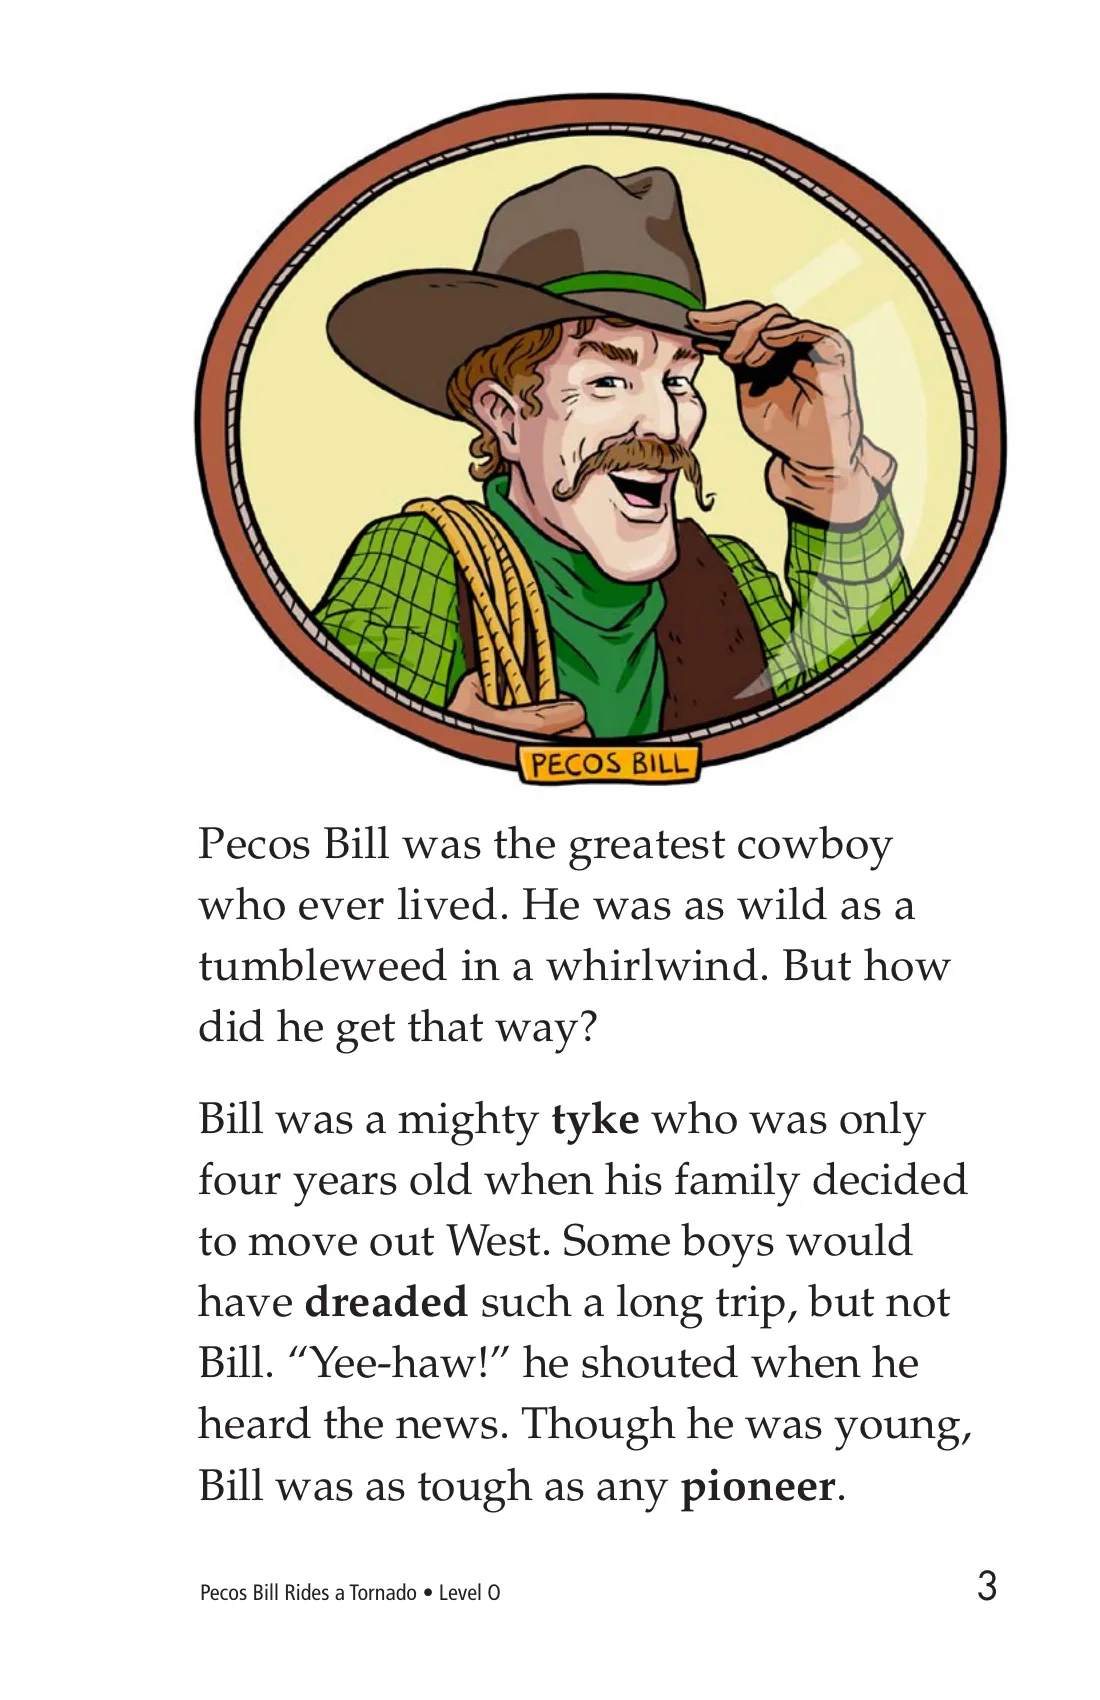 PECOS BILL
Pecos Bill was the greatest cowboy
who ever lived. He was as wild as a
tumbleweed in a whirlwind. But how
did he get that way?
Bill was a mighty tyke who was only
four years old when his family decided
to move out West. Some boys would
have dreaded such a long trip, but not
Bill. “Yee-haw!” he shouted when he
heard the news. Though he was young,
Bill was as tough as any pioneer.
Pecos Bill Rides a Tornado • Level O
3